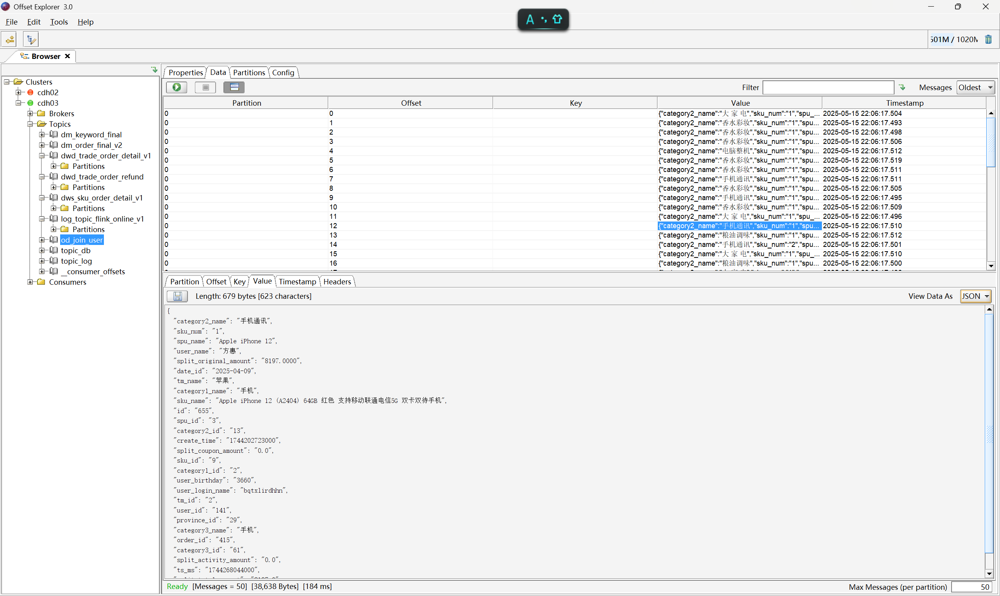 Offset Explorer 3.0
File Edit Tools Help
A
501M / 1020M
Browser
Properties Data Partitions Config
Filter Messages Oldest
Clusters
cdh02
cdh03
Brokers
Topics
dm_keyword_final
dm_order_final_v2
dwd_trade_order_detail_v1
Partitions
dwd_trade_order_refund
Partitions
dws_sku_order_detail_v1
Partitions
log_topic_flink_online_v1
Partitions
od_join_user
topic_db
topic_log
__consumer_offsets
Consumers
Partition Offset Key Value Timestamp
0 0 {"category2_name":"大 家 电","sku_num":"1","spu_... 2025-05-15 22:06:17.504
0 1 {"category2_name":"香水彩妆","sku_num":"1","spu... 2025-05-15 22:06:17.493
0 2 {"category2_name":"香水彩妆","sku_num":"1","spu... 2025-05-15 22:06:17.498
0 3 {"category2_name":"香水彩妆","sku_num":"1","spu... 2025-05-15 22:06:17.506
0 4 {"category2_name":"电脑整机","sku_num":"1","spu... 2025-05-15 22:06:17.512
0 5 {"category2_name":"香水彩妆","sku_num":"1","spu... 2025-05-15 22:06:17.519
0 6 {"category2_name":"香水彩妆","sku_num":"1","spu... 2025-05-15 22:06:17.511
0 7 {"category2_name":"手机通讯","sku_num":"1","spu... 2025-05-15 22:06:17.511
0 8 {"category2_name":"香水彩妆","sku_num":"1","spu... 2025-05-15 22:06:17.505
0 9 {"category2_name":"手机通讯","sku_num":"1","spu... 2025-05-15 22:06:17.495
0 10 {"category2_name":"香水彩妆","sku_num":"1","spu... 2025-05-15 22:06:17.509
0 11 {"category2_name":"大 家 电","sku_num":"1","spu_... 2025-05-15 22:06:17.496
0 12 {"category2_name":"手机通讯","sku_num":"1","spu... 2025-05-15 22:06:17.510
0 13 {"category2_name":"粮油调味","sku_num":"1","spu... 2025-05-15 22:06:17.512
0 14 {"category2_name":"手机通讯","sku_num":"2","spu... 2025-05-15 22:06:17.501
0 15 {"category2_name":"大 家 电","sku_num":"1","spu_... 2025-05-15 22:06:17.510
0 16 {"category2_name":"粮油调味","sku_num":"1","spu... 2025-05-15 22:06:17.500
Partition Offset Key Value Timestamp Headers
Length: 679 bytes [623 characters] View Data As JSON
{
"category2_name": "手机通讯",
"sku_num": "1",
"spu_name": "Apple iPhone 12",
"user_name": "方惠",
"split_original_amount": "8197.0000",
"date_id": "2025-04-09",
"tm_name": "苹果",
"category1_name": "手机",
"sku_name": "Apple iPhone 12 (A2404) 64GB 红色 支持移动联通电信5G 双卡双待手机",
"id": "655",
"spu_id": "3",
"category2_id": "13",
"create_time": "1744202723000",
"split_coupon_amount": "0.0",
"sku_id": "9",
"category1_id": "2",
"user_birthday": "3660",
"user_login_name": "bqtxlirdhhn",
"tm_id": "2",
"user_id": "141",
"province_id": "29",
"category3_name": "手机",
"order_id": "415",
"category3_id": "61",
"split_activity_amount": "0.0",
"ts_ms": "1744268044000",
Ready [Messages = 50] [38,638 Bytes] [184 ms] Max Messages (per partition) 50